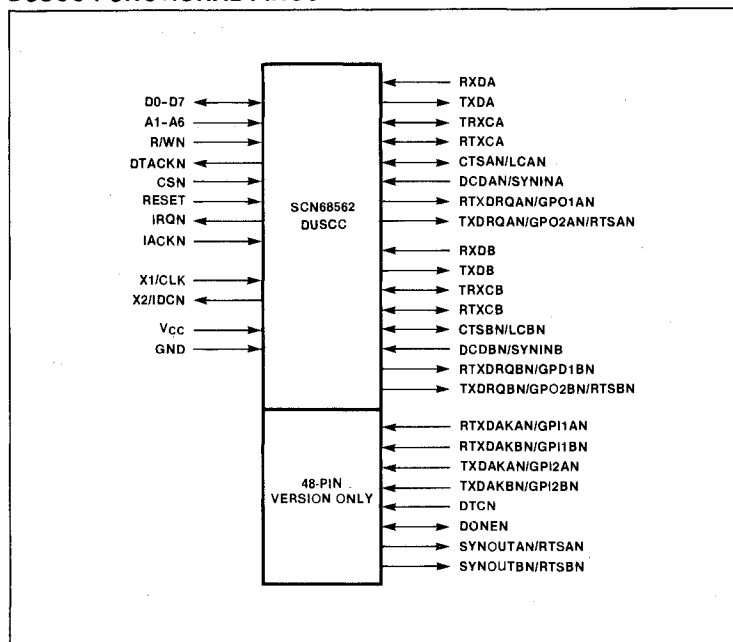 D0-D7
A1-A6
R/WN
DTACKN
CSN
RESET
IRQN
IACKN
X1/CLK
X2/IDCN
VCC
GND
SCN68562
DUSCC
48-PIN
VERSION ONLY
RXDA
TXDA
TRXCA
RTXCA
CTSAN/LCAN
DCDAN/SYNINA
RTXDRQAN/GPO1AN
TXDRQAN/GPO2AN/RTSAN
RXDB
TXDB
TRXCB
RTXCB
CTSBN/LCBN
DCDBN/SYNINB
RTXDRQBN/GPD1BN
TXDRQBN/GPO2BN/RTSBN
RTXDAKAN/GPI1AN
RTXDAKBN/GPI1BN
TXDAKAN/GPI2AN
TXDAKBN/GPI2BN
DTCN
DONEN
SYNOUTAN/RTSAN
SYNOUTBN/RTSBN